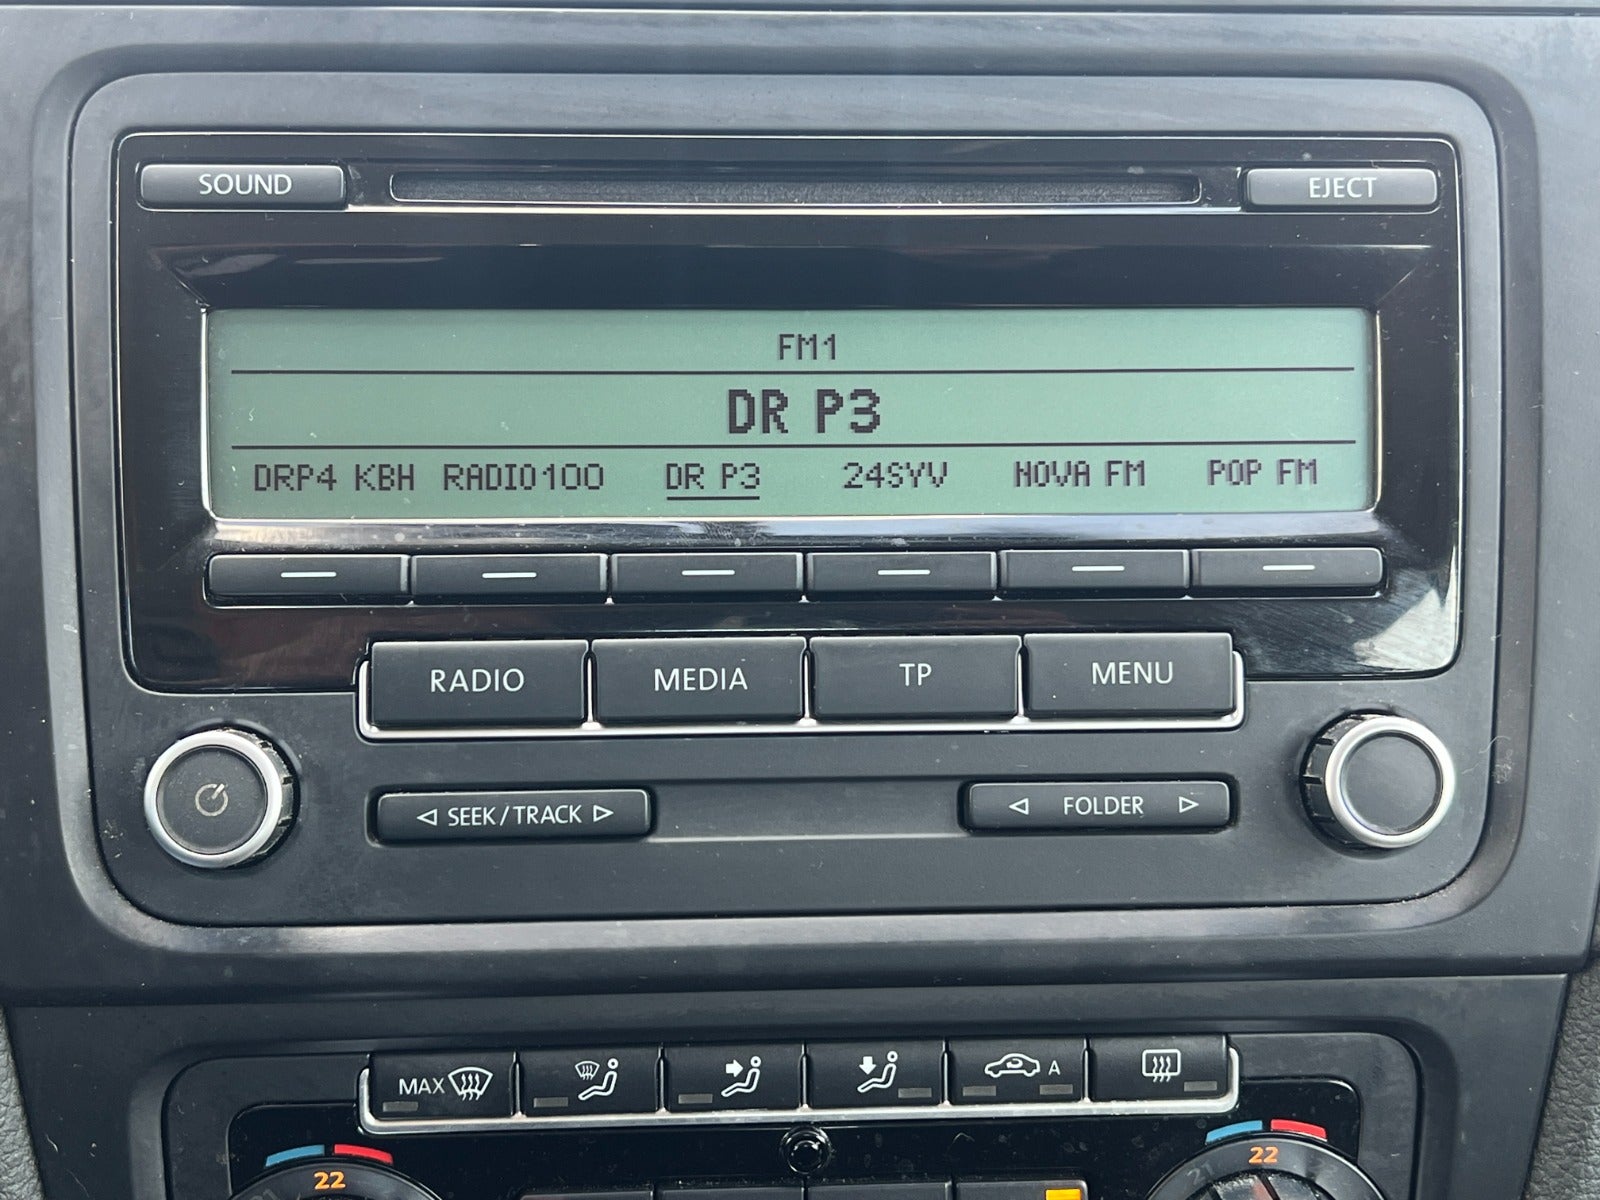 SOUND EJECT
FM1
DR P3
DRP4 KBH RADIO100 DR P3 24SYV NOVA FM POP FM
RADIO MEDIA TP MENU
SEEK/TRACK FOLDER
MAX A
22 21 22